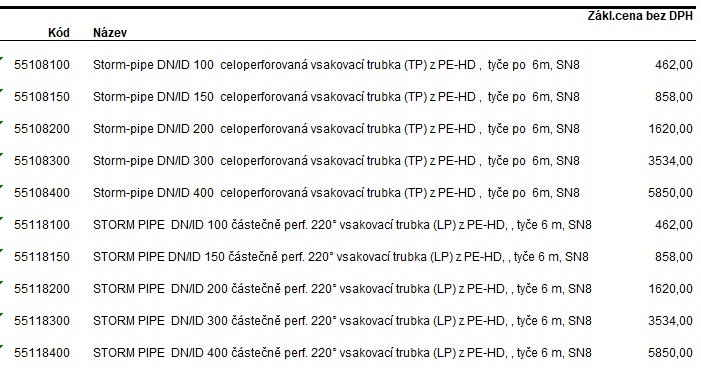 Zákl.cena bez DPH
Kód Název
55108100 Storm-pipe DN/ID 100 celoperforovaná vsakovací trubka (TP) z PE-HD , tyče po 6m, SN8 462,00
55108150 Storm-pipe DN/ID 150 celoperforovaná vsakovací trubka (TP) z PE-HD , tyče po 6m, SN8 858,00
55108200 Storm-pipe DN/ID 200 celoperforovaná vsakovací trubka (TP) z PE-HD , tyče po 6m, SN8 1620,00
55108300 Storm-pipe DN/ID 300 celoperforovaná vsakovací trubka (TP) z PE-HD , tyče po 6m, SN8 3534,00
55108400 Storm-pipe DN/ID 400 celoperforovaná vsakovací trubka (TP) z PE-HD , tyče po 6m, SN8 5850,00
55118100 STORM PIPE DN/ID 100 částečně perf. 220° vsakovací trubka (LP) z PE-HD, , tyče 6 m, SN8 462,00
55118150 STORM PIPE DN/ID 150 částečně perf. 220° vsakovací trubka (LP) z PE-HD, , tyče 6 m, SN8 858,00
55118200 STORM PIPE DN/ID 200 částečně perf. 220° vsakovací trubka (LP) z PE-HD, , tyče 6 m, SN8 1620,00
55118300 STORM PIPE DN/ID 300 částečně perf. 220° vsakovací trubka (LP) z PE-HD, , tyče 6 m, SN8 3534,00
55118400 STORM PIPE DN/ID 400 částečně perf. 220° vsakovací trubka (LP) z PE-HD, , tyče 6 m, SN8 5850,00